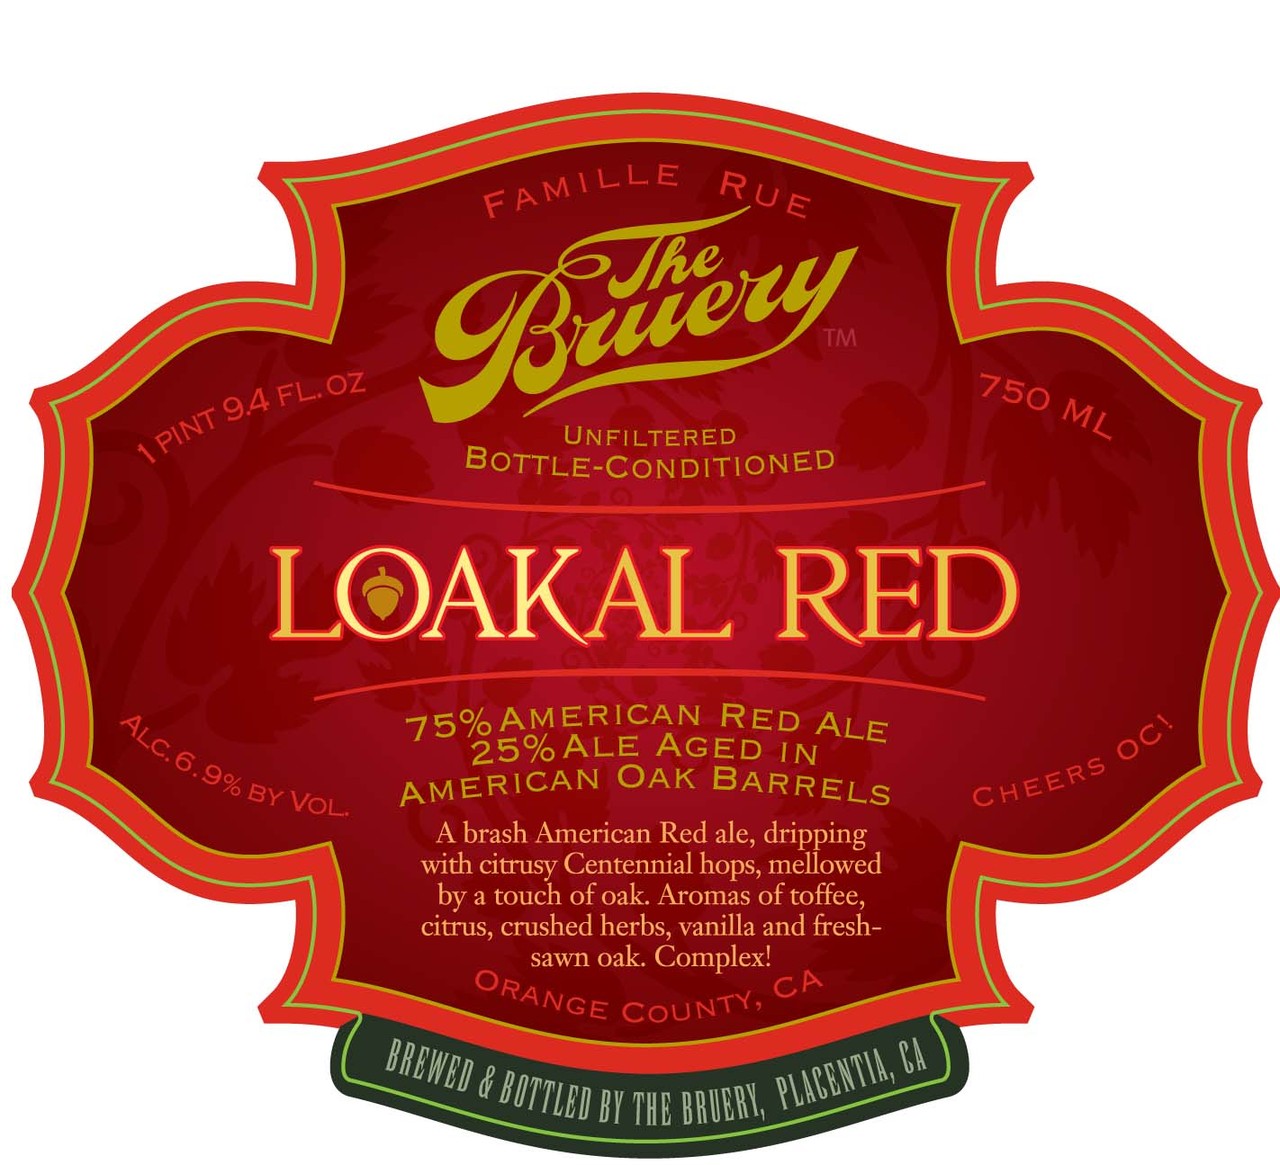 FAMILLE RUE
The
Bruery
TM
1 PINT 9.4 FL. OZ
750 ML
UNFILTERED
BOTTLE-CONDITIONED
LOAKAL RED
75% AMERICAN RED ALE
25% ALE AGED IN
AMERICAN OAK BARRELS
ALC. 6.9% BY VOL.
CHEERS OC!
A brash American Red ale, dripping
with citrusy Centennial hops, mellowed
by a touch of oak. Aromas of toffee,
citrus, crushed herbs, vanilla and fresh-
sawn oak. Complex!
ORANGE COUNTY, CA
BREWED & BOTTLED BY THE BRUERY, PLACENTIA, CA